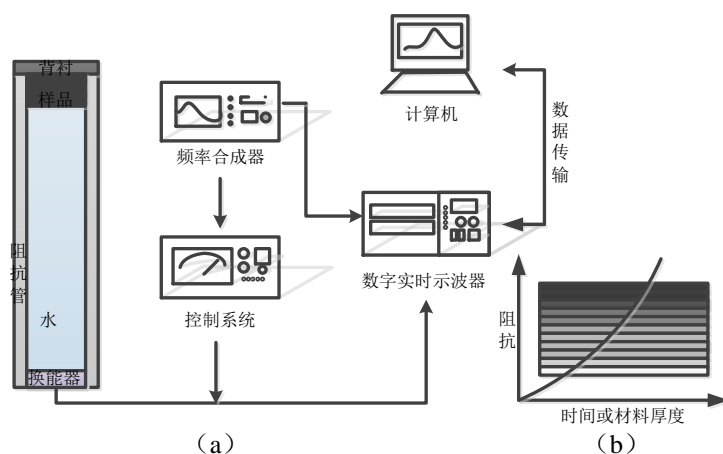 背衬
样品
阻抗管
水
换能器
频率合成器
控制系统
计算机
数据传输
数字实时示波器
阻抗
时间或材料厚度
（a）
（b）